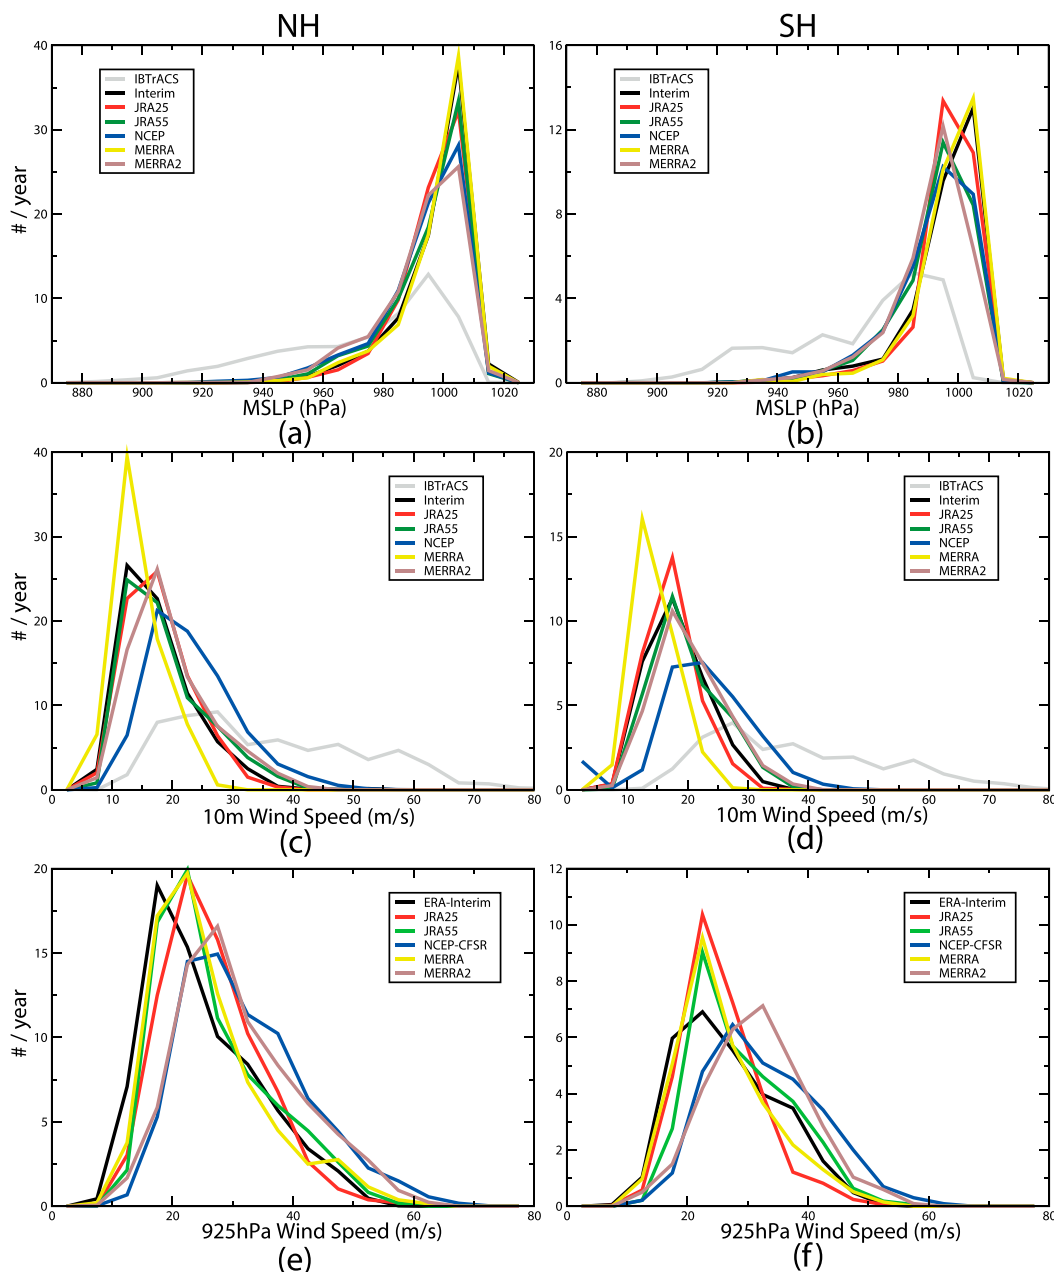 NH
SH
# / year
40
30
20
10
0
IBTrACS
Interim
JRA25
JRA55
NCEP
MERRA
MERRA2
880
900
920
940
960
980
1000
1020
MSLP (hPa)
(a)
16
12
8
4
0
IBTrACS
Interim
JRA25
JRA55
NCEP
MERRA
MERRA2
880
900
920
940
960
980
1000
1020
MSLP (hPa)
(b)
# / year
40
30
20
10
0
IBTrACS
Interim
JRA25
JRA55
NCEP
MERRA
MERRA2
0
10
20
30
40
50
60
70
80
10m Wind Speed (m/s)
(c)
20
15
10
5
0
IBTrACS
Interim
JRA25
JRA55
NCEP
MERRA
MERRA2
0
10
20
30
40
50
60
70
80
10m Wind Speed (m/s)
(d)
# / year
20
15
10
5
0
ERA-Interim
JRA25
JRA55
NCEP-CFSR
MERRA
MERRA2
0
20
40
60
80
925hPa Wind Speed (m/s)
(e)
12
10
8
6
4
2
0
ERA-Interim
JRA25
JRA55
NCEP-CFSR
MERRA
MERRA2
0
20
40
60
80
925hPa Wind Speed (m/s)
(f)